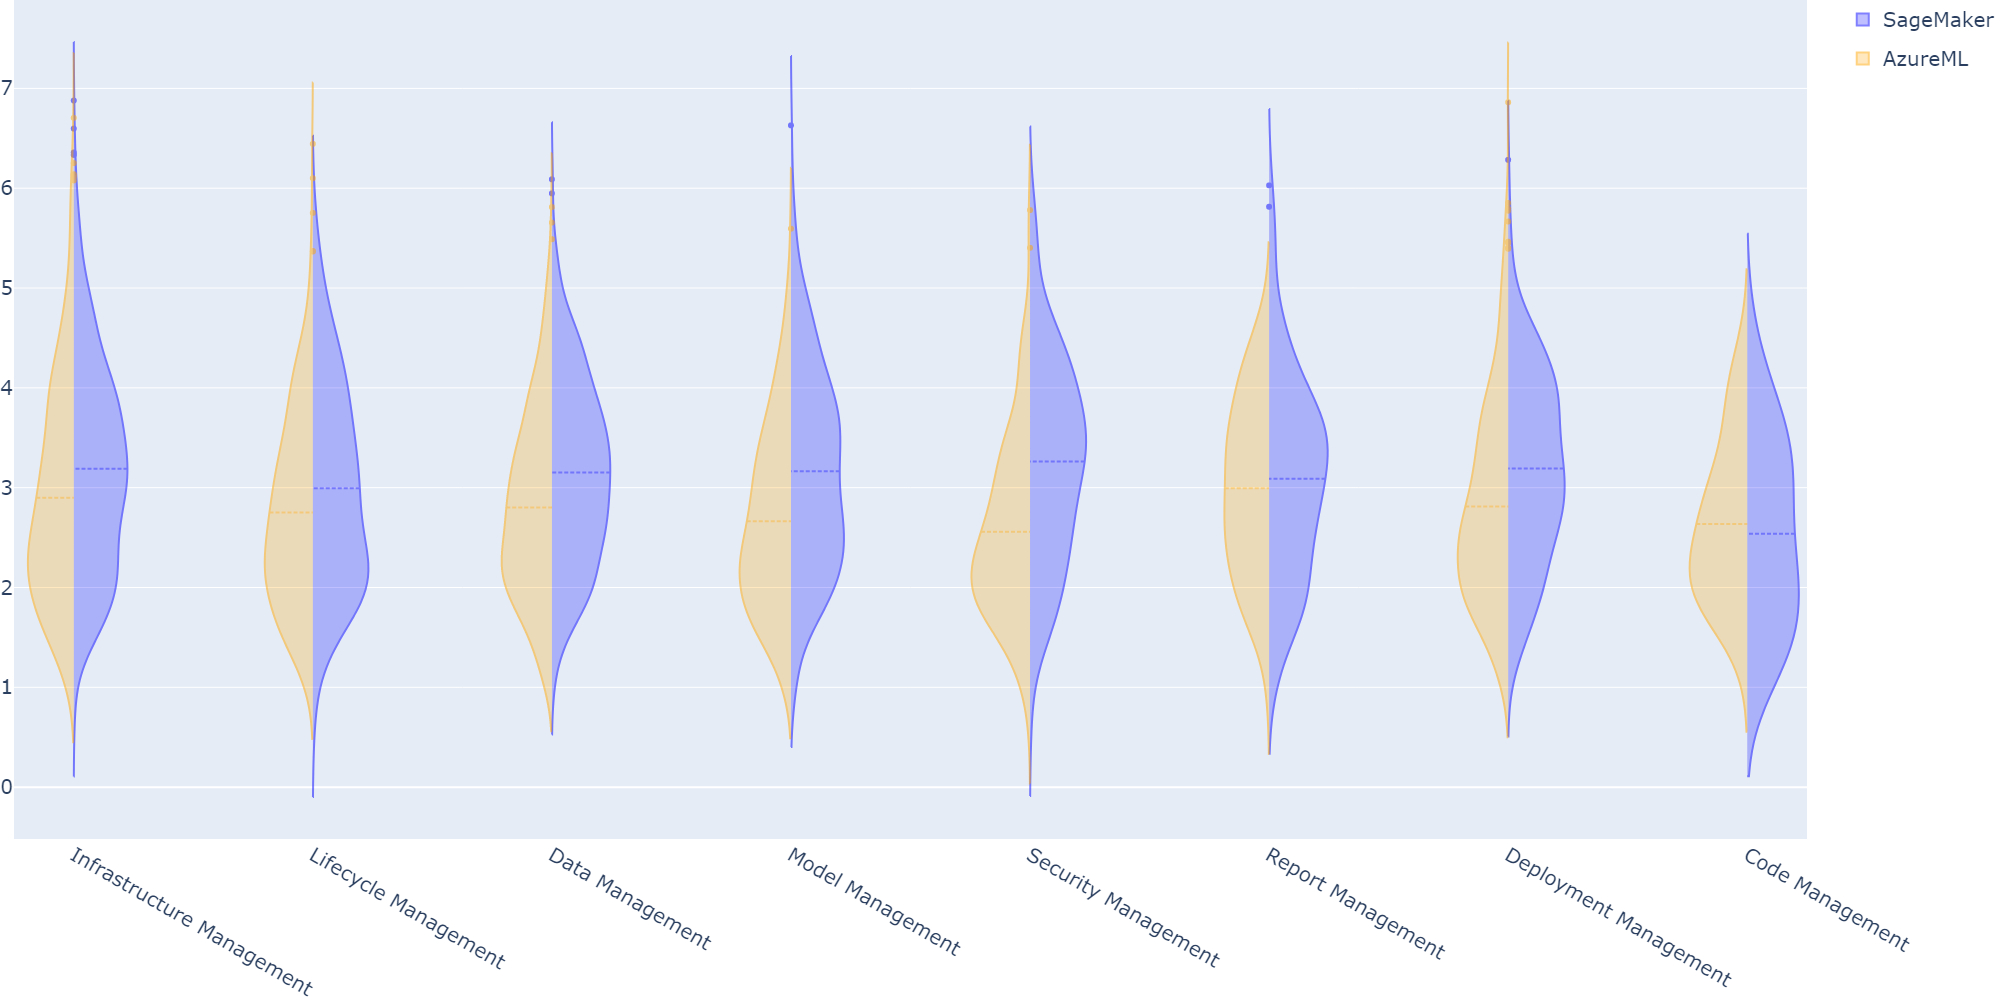 SageMaker
AzureML
7
6
5
4
3
2
1
0
Infrastructure Management
Lifecycle Management
Data Management
Model Management
Security Management
Report Management
Deployment Management
Code Management